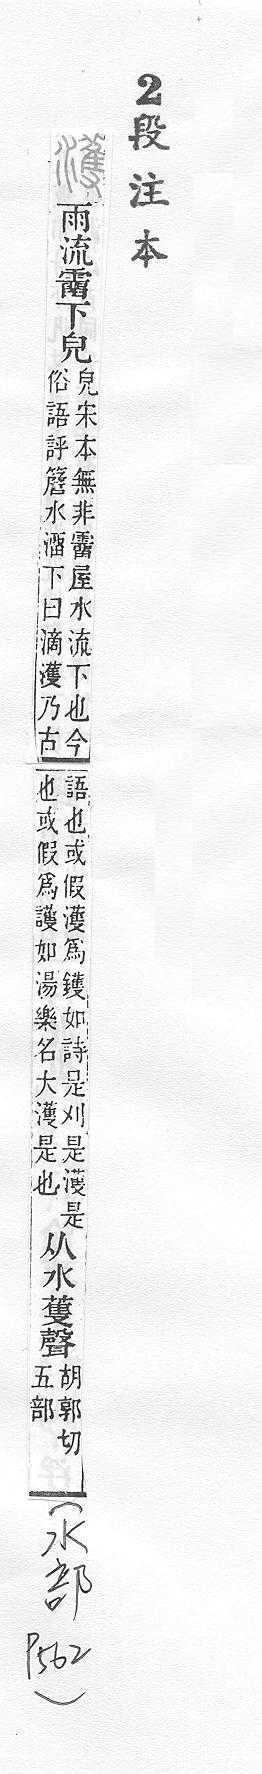 2段注本
濩
雨流霤下皃
皃宋本無非霤屋水流下也今
俗語評簷水溜下曰滴濩乃古
語也或假濩爲鑊如詩是刈是濩是
也或假爲護如湯樂名大濩是也
从水蒦聲
胡郭切
五部
(水部
P562)